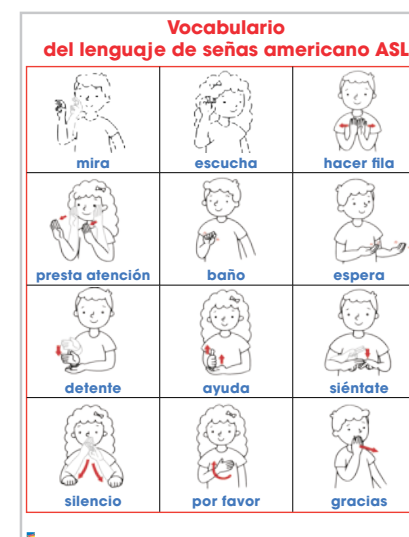 Vocabulario
del lenguaje de señas americano ASL
mira
escucha
hacer fila
presta atención
baño
espera
detente
ayuda
siéntate
silencio
por favor
gracias